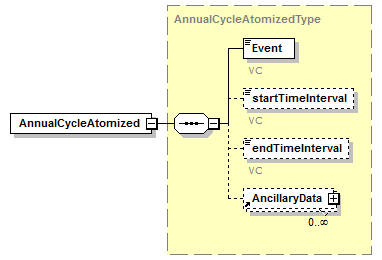 AnnualCycleAtomizedType
Event
VC
startTimeInterval
VC
AnnualCycleAtomized
endTimeInterval
VC
AncillaryData
0..∞